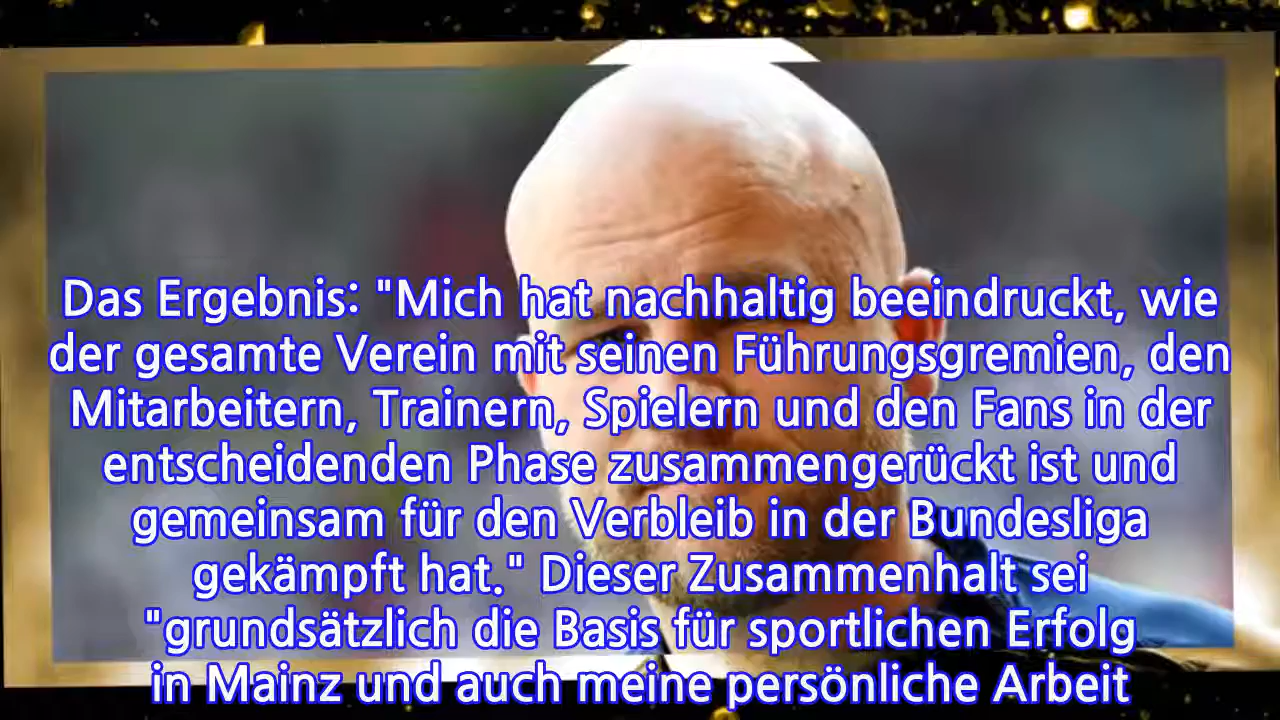 Das Ergebnis: "Mich hat nachhaltig beeindruckt, wie
der gesamte Verein mit seinen Führungsgremien, den
Mitarbeitern, Trainern, Spielern und den Fans in der
entscheidenden Phase zusammengerückt ist und
gemeinsam für den Verbleib in der Bundesliga
gekämpft hat." Dieser Zusammenhalt sei
"grundsätzlich die Basis für sportlichen Erfolg
in Mainz und auch meine persönliche Arbeit